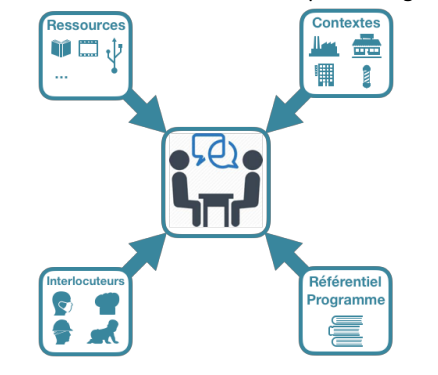 Ressources
...
Contextes
Interlocuteurs
Référentiel
Programme